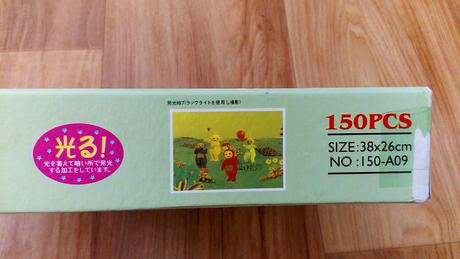 光る!
光を蓄えて暗い所で発光
する加工をしています。
発光時(ブラックライトを使用し撮影)
150PCS
SIZE:38x26cm
NO:150-A09